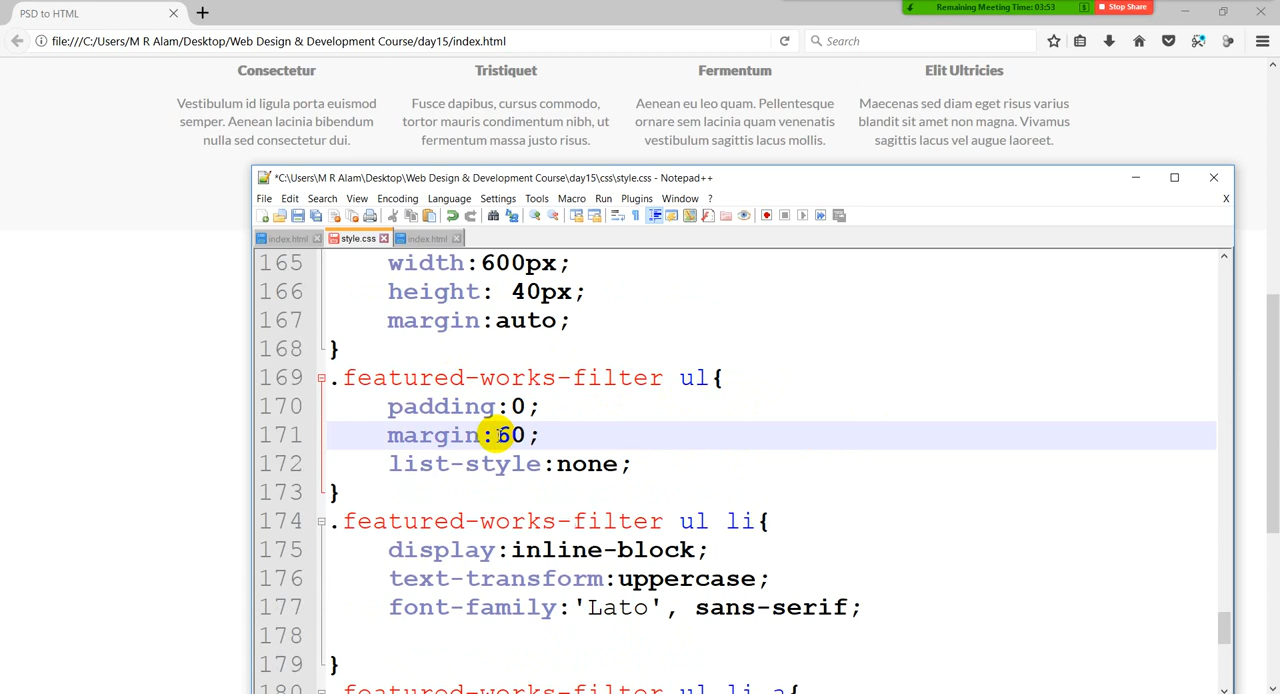 PSD to HTML
Remaining Meeting Time: 03:53
Stop Share
file:///C:/Users/M R Alam/Desktop/Web Design & Development Course/day15/index.html
Search
Consectetur
Vestibulum id ligula porta euismod
semper. Aenean lacinia bibendum
nulla sed consectetur dui.
Tristiquet
Fusce dapibus, cursus commodo,
tortor mauris condimentum nibh, ut
fermentum massa justo risus.
Fermentum
Aenean eu leo quam. Pellentesque
ornare sem lacinia quam venenatis
vestibulum sagittis lacus mollis.
Elit Ultricies
Maecenas sed diam eget risus varius
blandit sit amet non magna. Vivamus
sagittis lacus vel augue laoreet.
*C:\Users\M R Alam\Desktop\Web Design & Development Course\day15\css\style.css - Notepad++
File Edit Search View Encoding Language Settings Tools Macro Run Plugins Window ? X
index.html style.css index.html
165 width:600px;
166 height: 40px;
167 margin:auto;
168 }
169 .featured-works-filter ul{
170 padding:0;
171 margin:60;
172 list-style:none;
173 }
174 .featured-works-filter ul li{
175 display:inline-block;
176 text-transform:uppercase;
177 font-family:'Lato', sans-serif;
178
179 }
180 .featured-works-filter ul li a{